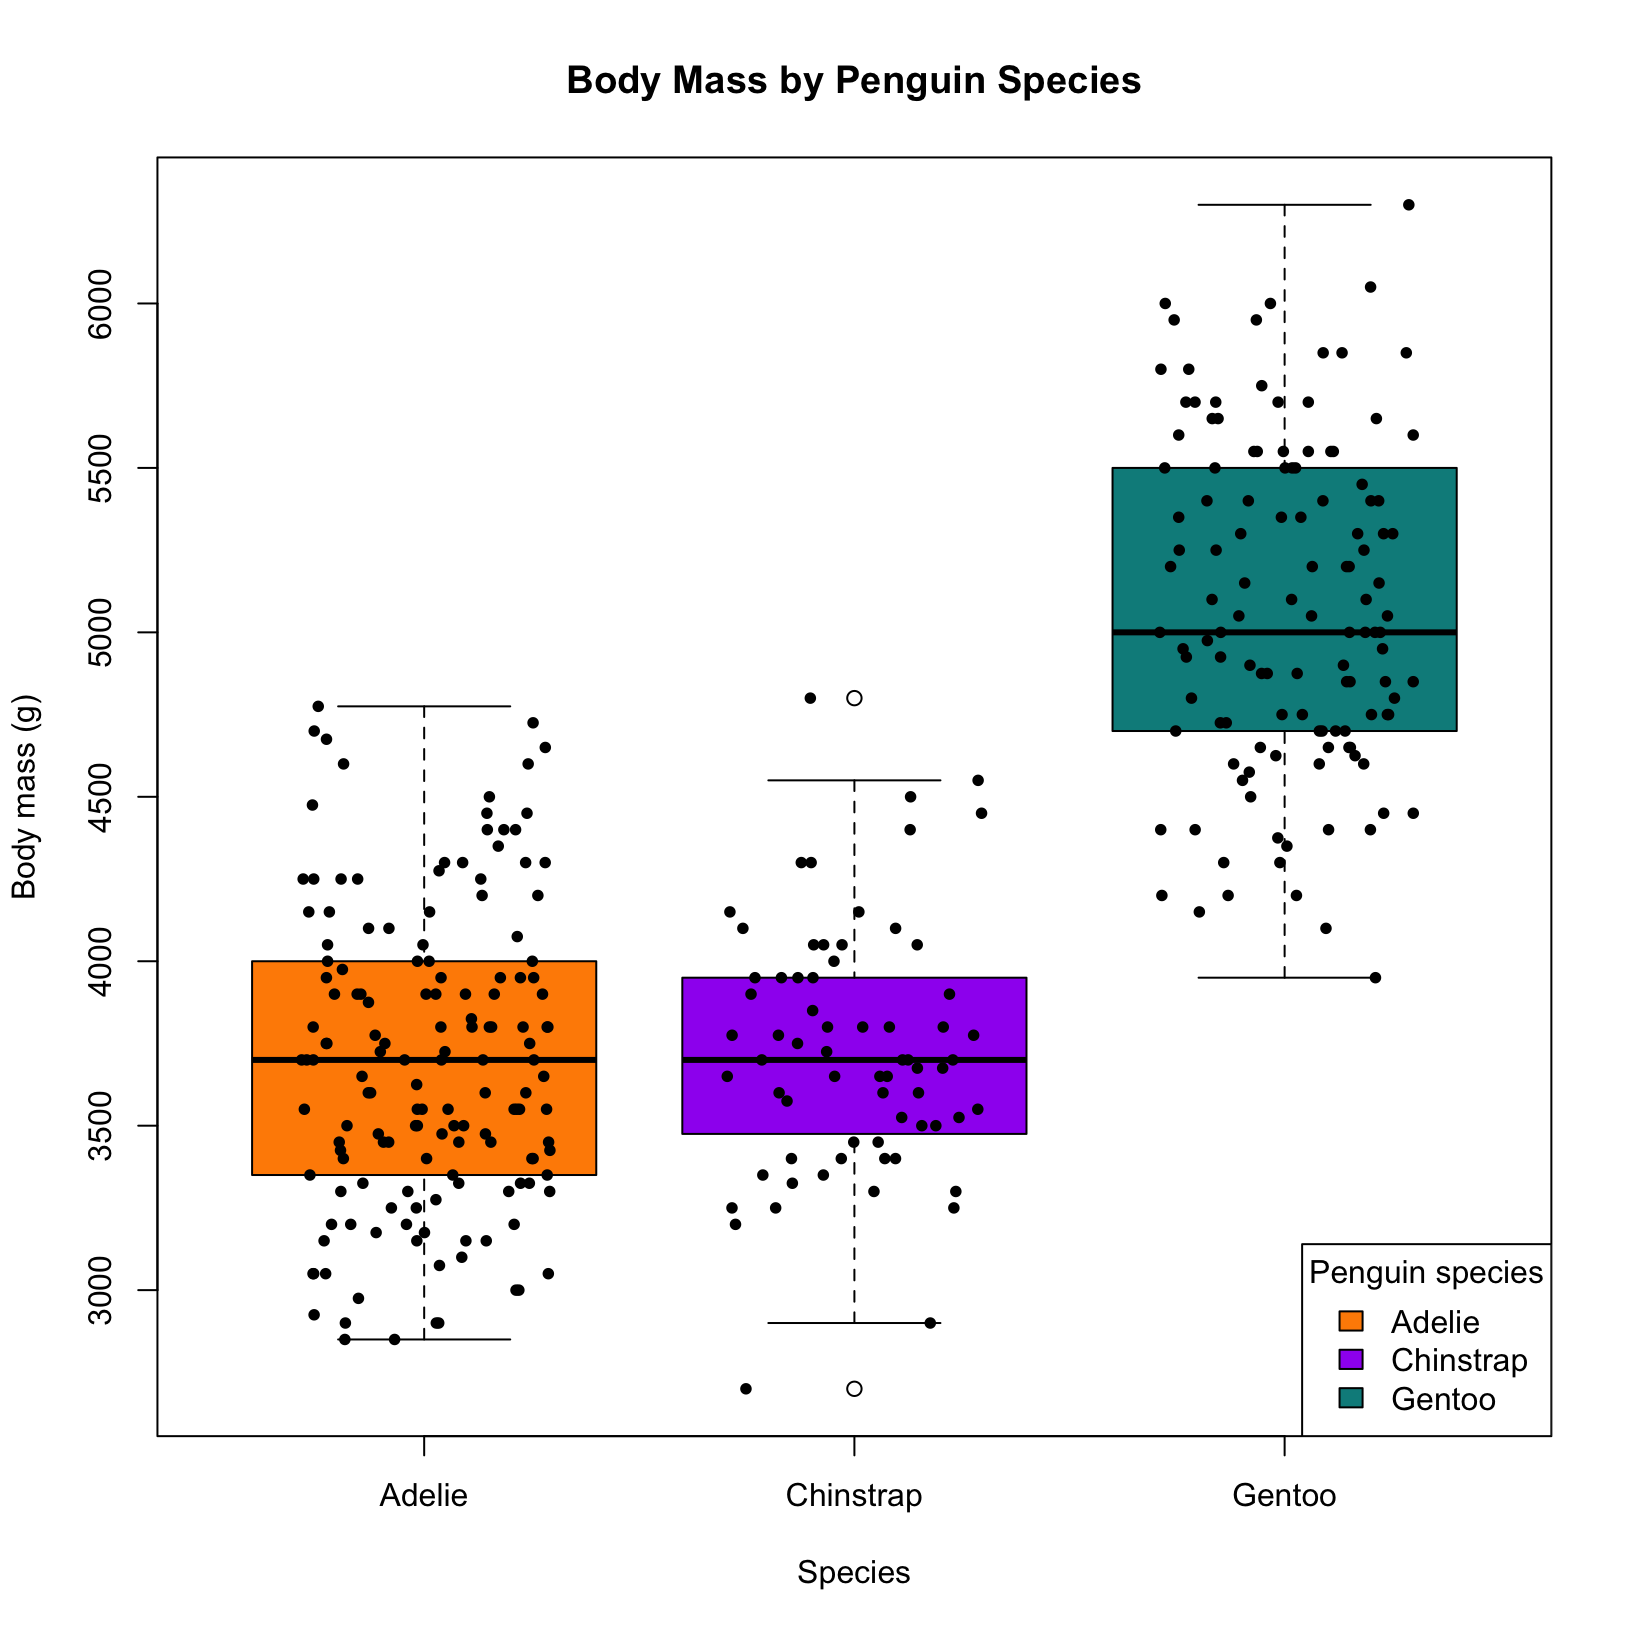 Body Mass by Penguin Species
Body mass (g)
6000
5500
5000
4500
4000
3500
3000
Adelie
Chinstrap
Gentoo
Species
Penguin species
Adelie
Chinstrap
Gentoo